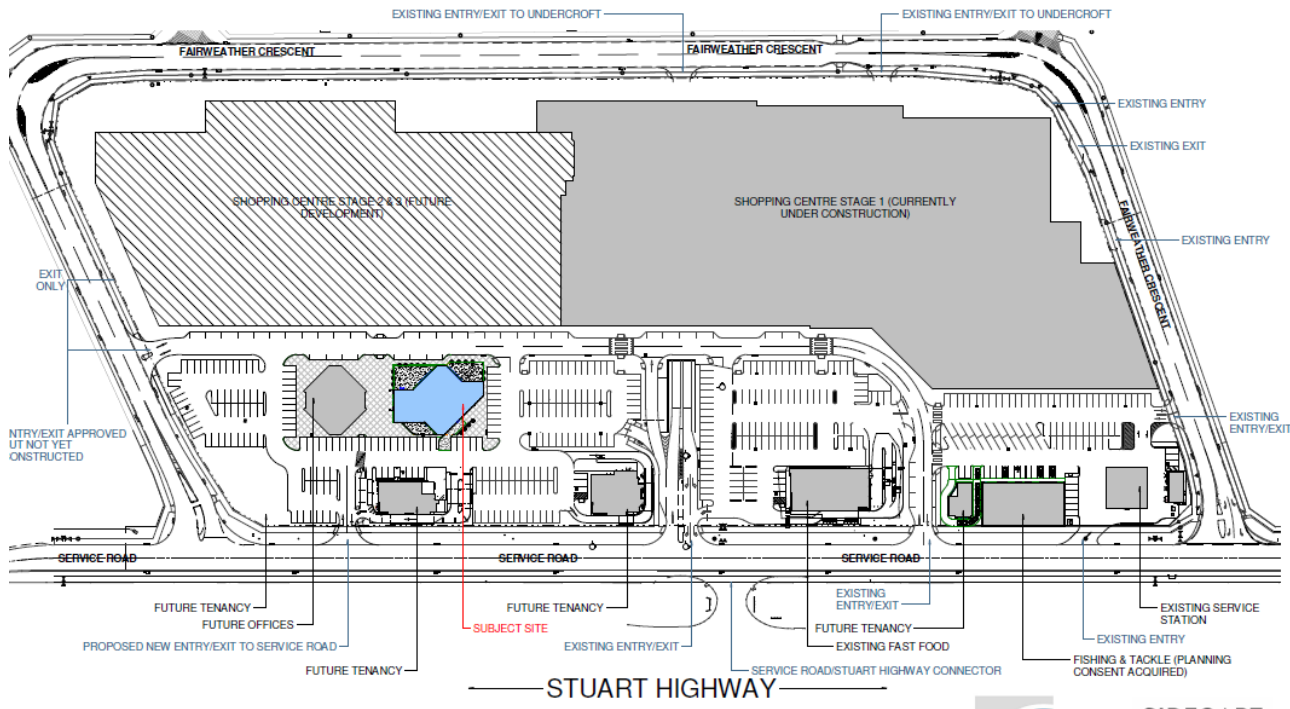 EXISTING ENTRY/EXIT TO UNDERCROFT
EXISTING ENTRY/EXIT TO UNDERCROFT
FAIRWEATHER CRESCENT
FAIRWEATHER CRESCENT
EXISTING ENTRY
EXISTING EXIT
SHOPPING CENTRE STAGE 2 & 3 (FUTURE
DEVELOPMENT)
SHOPPING CENTRE STAGE 1 (CURRENTLY
UNDER CONSTRUCTION)
FAIRWEATHER CRESCENT
EXISTING ENTRY
EXIT
ONLY
NTRY/EXIT APPROVED
UT NOT YET
ONSTRUCTED
EXISTING
ENTRY/EXIT
SERVICE ROAD
SERVICE ROAD
SERVICE ROAD
FUTURE TENANCY
FUTURE OFFICES
PROPOSED NEW ENTRY/EXIT TO SERVICE ROAD
FUTURE TENANCY
SUBJECT SITE
FUTURE TENANCY
EXISTING ENTRY/EXIT
EXISTING
ENTRY/EXIT
FUTURE TENANCY
EXISTING FAST FOOD
SERVICE ROAD/STUART HIGHWAY CONNECTOR
EXISTING SERVICE
STATION
EXISTING ENTRY
FISHING & TACKLE (PLANNING
CONSENT ACQUIRED)
STUART HIGHWAY